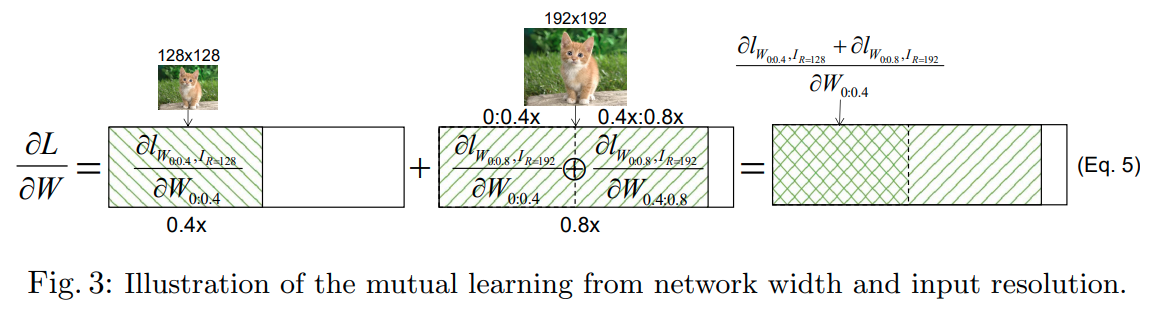 192x192
128x128
\frac{\partial l_{W_{0:0.4},I_{R=128}} + \partial l_{W_{0:0.8},I_{R=192}}}{\partial W_{0:0.4}}
0:0.4x 0.4x:0.8x
\frac{\partial L}{\partial W} = \frac{\partial l_{W_{0:0.4},I_{R=128}}}{\partial W_{0:0.4}} + \frac{\partial l_{W_{0:0.8},I_{R=192}}}{\partial W_{0:0.4}} \oplus \frac{\partial l_{W_{0:0.8},I_{R=192}}}{\partial W_{0.4:0.8}} = (Eq. 5)
0.4x 0.8x
Fig. 3: Illustration of the mutual learning from network width and input resolution.